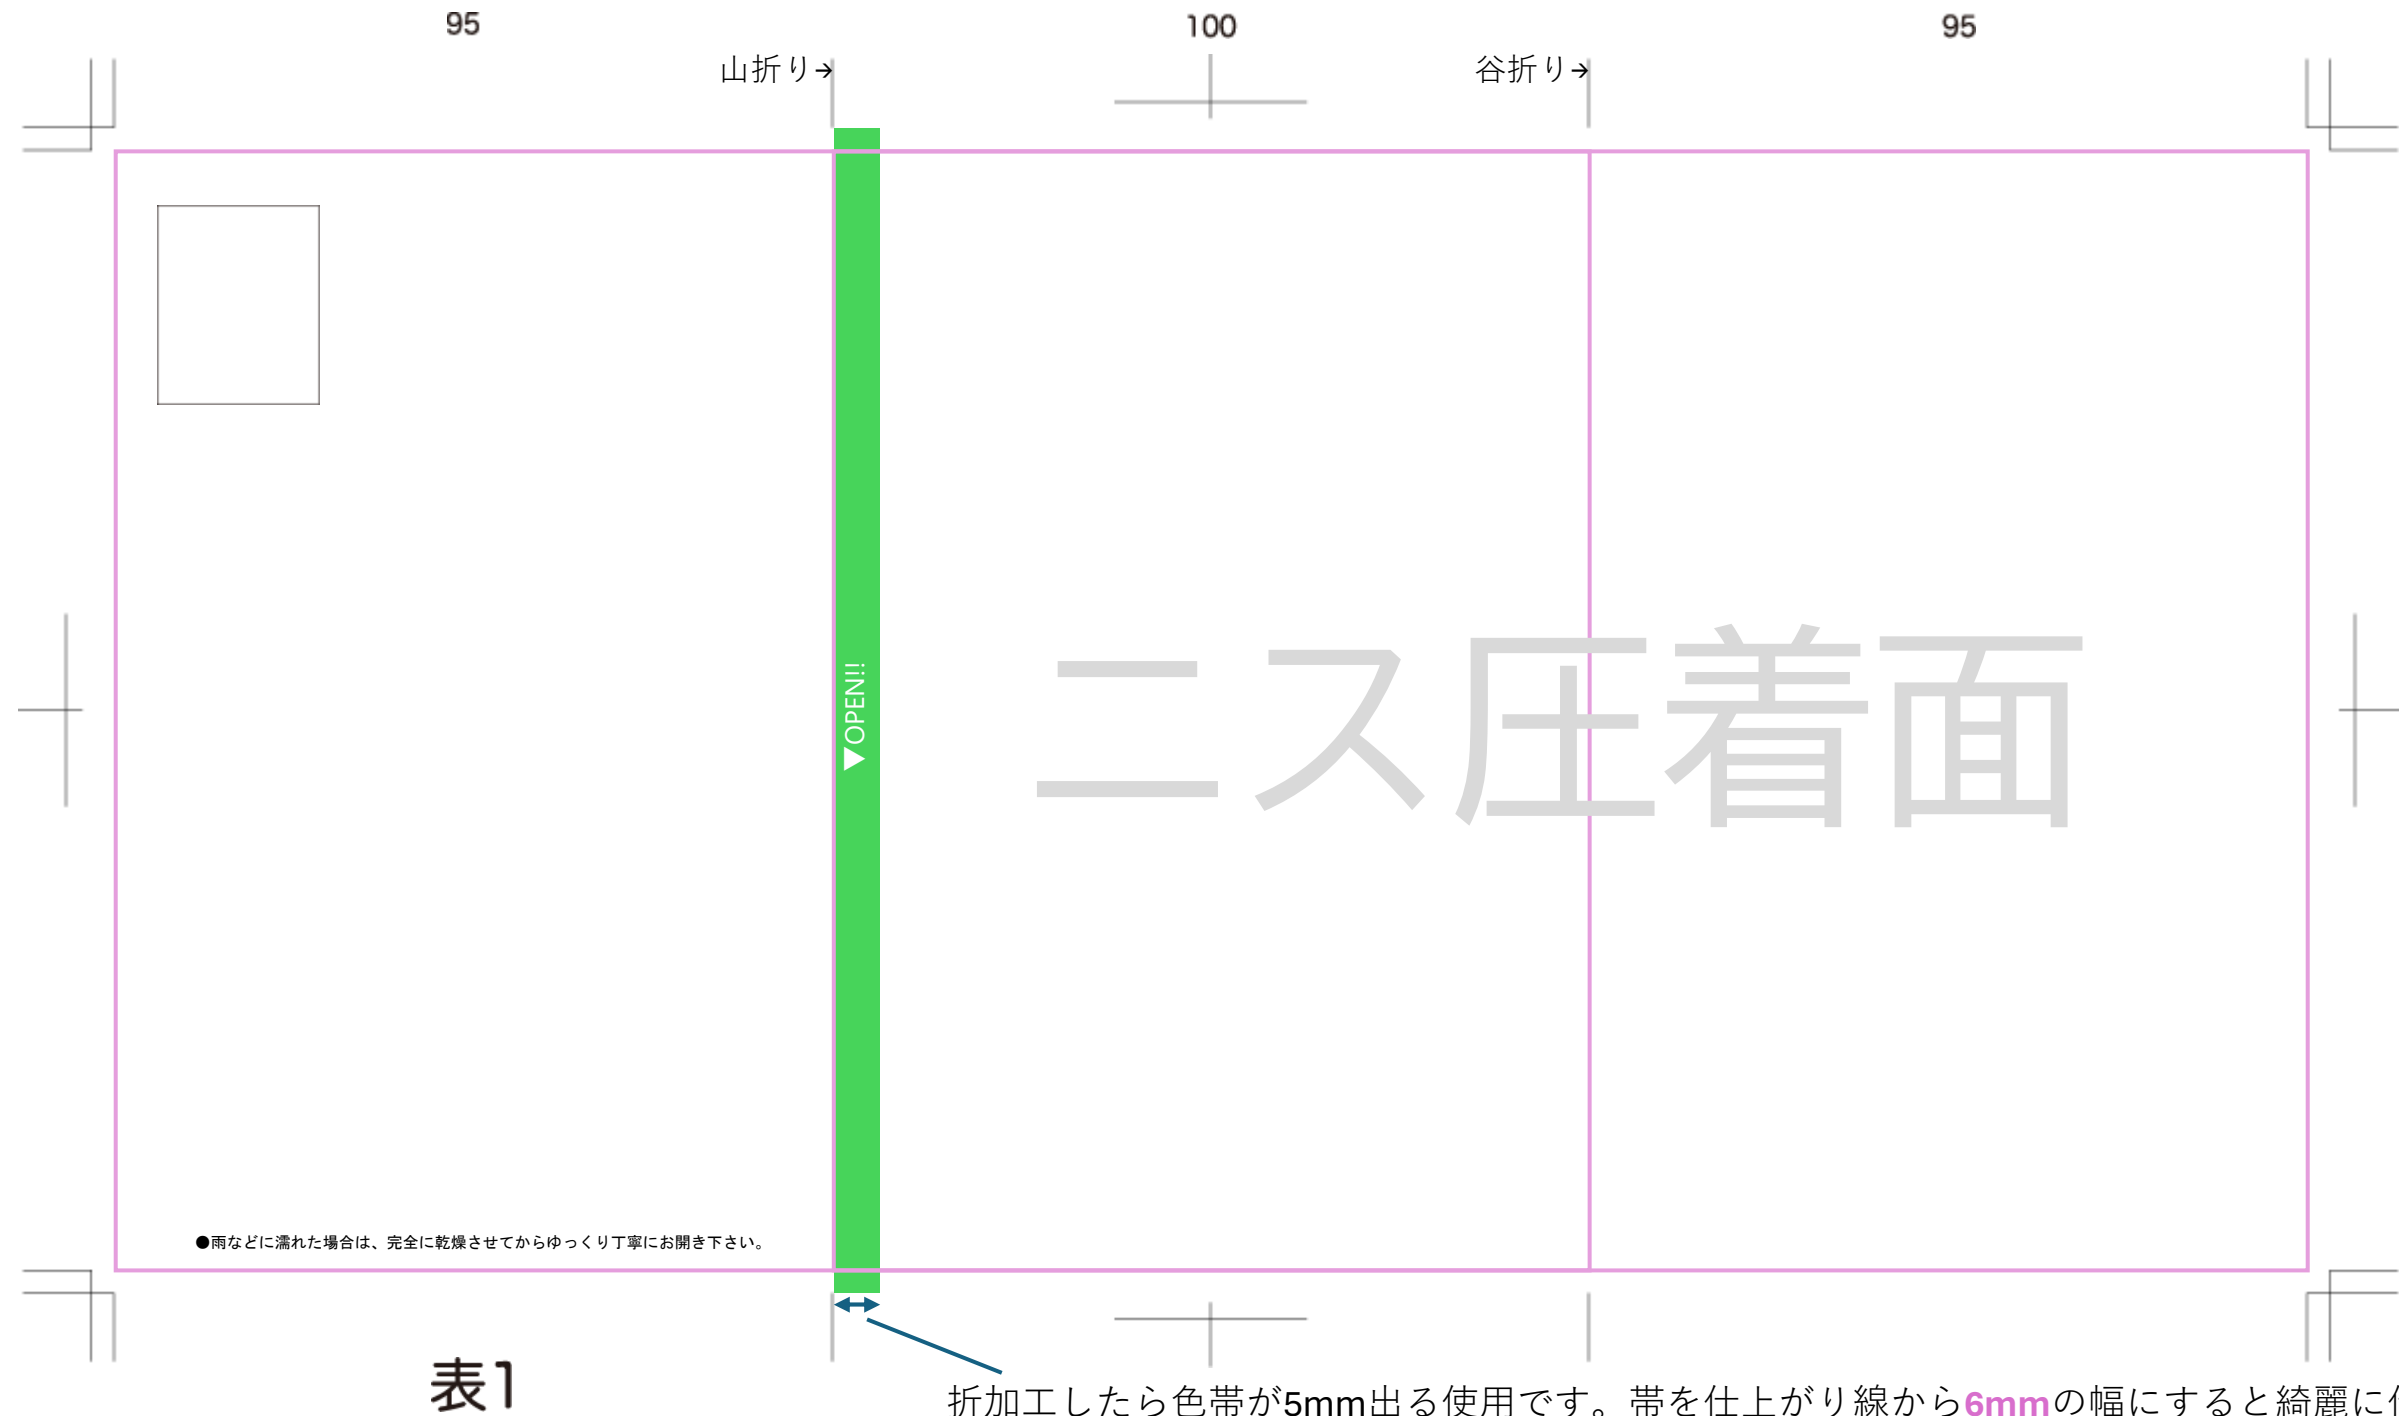 95
100
95
山折り→
谷折り→
▼OPEN!!
ニス圧着面
●雨などに濡れた場合は、完全に乾燥させてからゆっくり丁寧にお開き下さい。
表1
折加工したら色帯が5mm出る使用です。帯を仕上がり線から6mmの幅にすると綺麗に